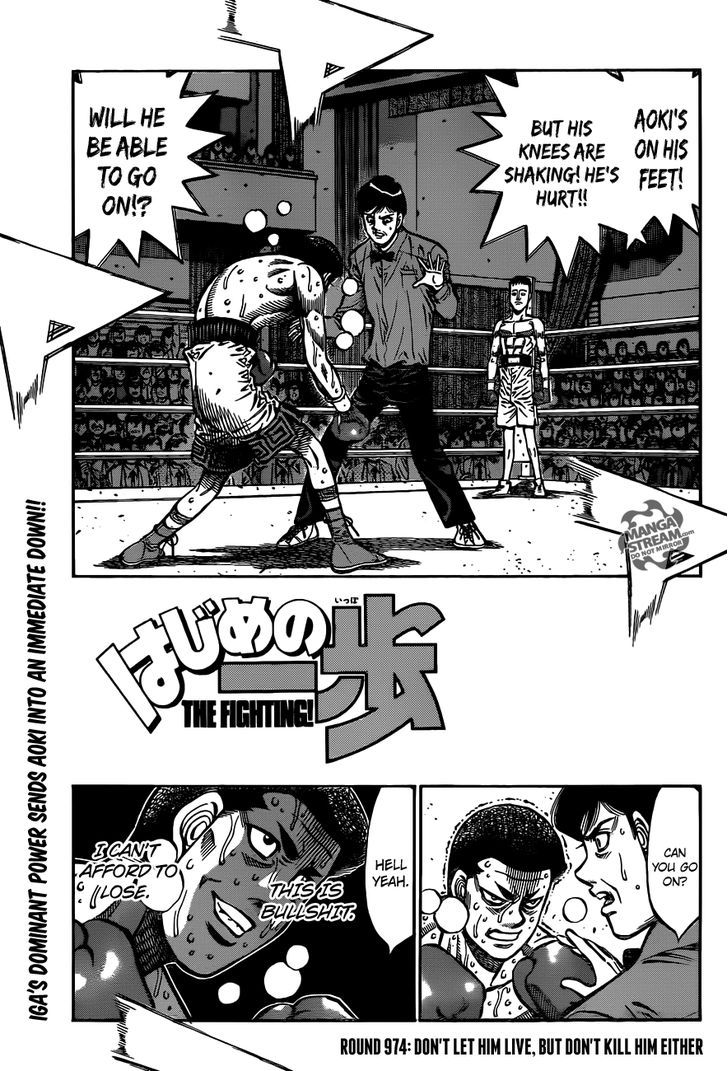 AOKI'S
ON HIS
FEET!
BUT HIS
KNEES ARE
SHAKING! HE'S
HURT!!
WILL HE
BE ABLE
TO GO
ON!?
MANGA
STREAM.com
DO NOT MIRROR
IGA'S DOMINANT POWER SENDS AOKI INTO AN IMMEDIATE DOWN!!
いっぽ
はじめの一歩
THE FIGHTING!
CAN
YOU GO
ON?
HELL
YEAH.
THIS IS
BULLSHIT.
I CAN'T
AFFORD TO
LOSE.
ROUND 974: DON'T LET HIM LIVE, BUT DON'T KILL HIM EITHER